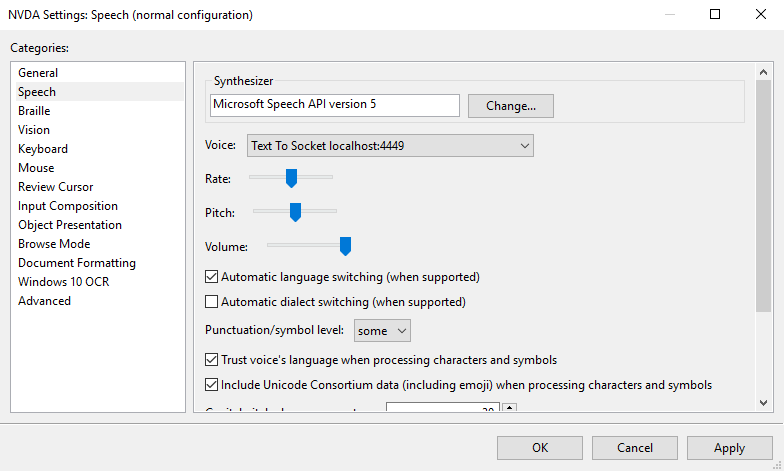 NVDA Settings: Speech (normal configuration)
Categories:
General
Speech
Braille
Vision
Keyboard
Mouse
Review Cursor
Input Composition
Object Presentation
Browse Mode
Document Formatting
Windows 10 OCR
Advanced
Synthesizer
Microsoft Speech API version 5
Change...
Voice: Text To Socket localhost:4449
Rate:
Pitch:
Volume:
Automatic language switching (when supported)
Automatic dialect switching (when supported)
Punctuation/symbol level: some
Trust voice's language when processing characters and symbols
Include Unicode Consortium data (including emoji) when processing characters and symbols
OK
Cancel
Apply